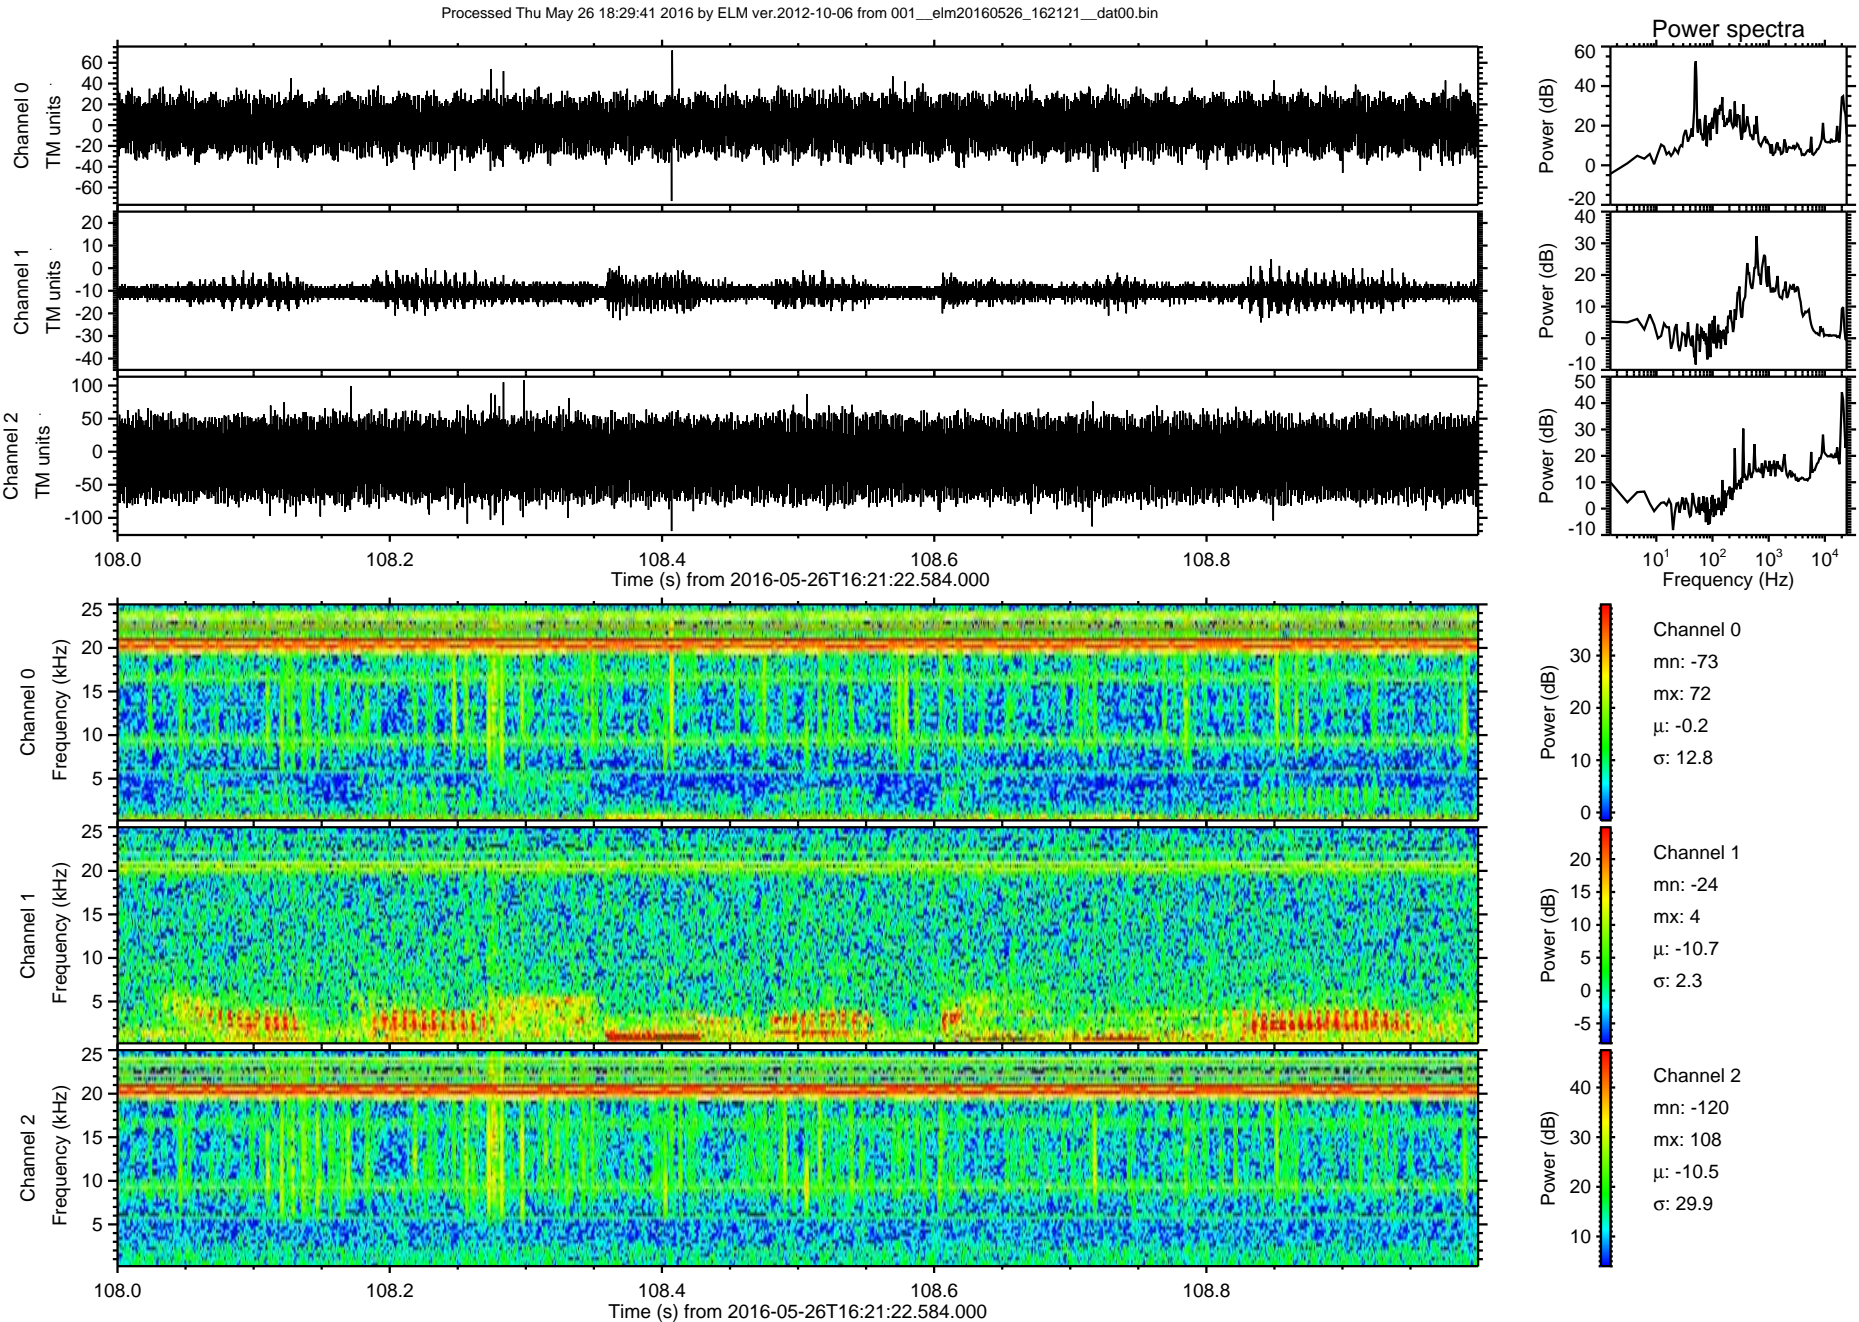 Processed Thu May 26 18:29:41 2016 by ELM ver.2012-10-06 from 001__elm20160526_162121__dat00.bin
Power spectra
Channel 0
TM units
60
40
20
0
-20
-40
-60
Power (dB)
60
40
20
0
-20
Channel 1
TM units
20
10
0
-10
-20
-30
-40
Power (dB)
40
30
20
10
0
-10
Channel 2
TM units
100
50
0
-50
-100
Power (dB)
50
40
30
20
10
0
-10
108.0 108.2 108.4 108.6 108.8
Time (s) from 2016-05-26T16:21:22.584.000
10¹ 10² 10³ 10⁴
Frequency (Hz)
Channel 0
Frequency (kHz)
25
20
15
10
5
Power (dB)
30
20
10
0
Channel 0
mn: -73
mx: 72
μ: -0.2
σ: 12.8
Channel 1
Frequency (kHz)
25
20
15
10
5
Power (dB)
20
15
10
5
0
-5
Channel 1
mn: -24
mx: 4
μ: -10.7
σ: 2.3
Channel 2
Frequency (kHz)
25
20
15
10
5
Power (dB)
40
30
20
10
Channel 2
mn: -120
mx: 108
μ: -10.5
σ: 29.9
108.0 108.2 108.4 108.6 108.8
Time (s) from 2016-05-26T16:21:22.584.000